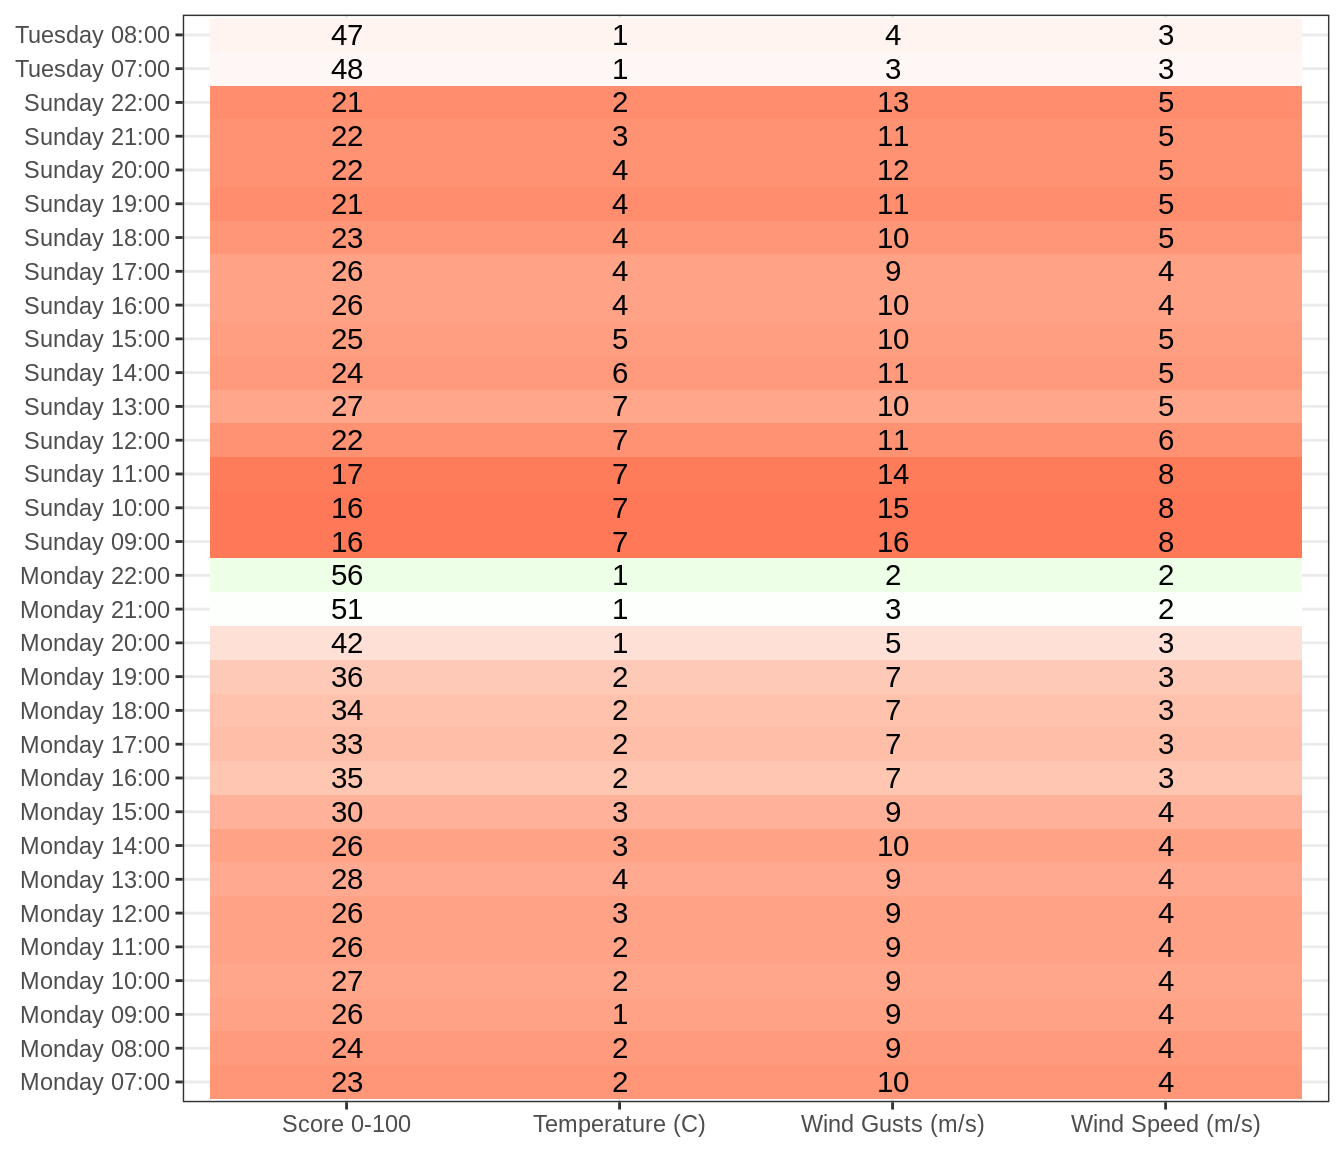 Tuesday 08:00 47 1 4 3
Tuesday 07:00 48 1 3 3
Sunday 22:00 21 2 13 5
Sunday 21:00 22 3 11 5
Sunday 20:00 22 4 12 5
Sunday 19:00 21 4 11 5
Sunday 18:00 23 4 10 5
Sunday 17:00 26 4 9 4
Sunday 16:00 26 4 10 4
Sunday 15:00 25 5 10 5
Sunday 14:00 24 6 11 5
Sunday 13:00 27 7 10 5
Sunday 12:00 22 7 11 6
Sunday 11:00 17 7 14 8
Sunday 10:00 16 7 15 8
Sunday 09:00 16 7 16 8
Monday 22:00 56 1 2 2
Monday 21:00 51 1 3 2
Monday 20:00 42 1 5 3
Monday 19:00 36 2 7 3
Monday 18:00 34 2 7 3
Monday 17:00 33 2 7 3
Monday 16:00 35 2 7 3
Monday 15:00 30 3 9 4
Monday 14:00 26 3 10 4
Monday 13:00 28 4 9 4
Monday 12:00 26 3 9 4
Monday 11:00 26 2 9 4
Monday 10:00 27 2 9 4
Monday 09:00 26 1 9 4
Monday 08:00 24 2 9 4
Monday 07:00 23 2 10 4
Score 0-100 Temperature (C) Wind Gusts (m/s) Wind Speed (m/s)